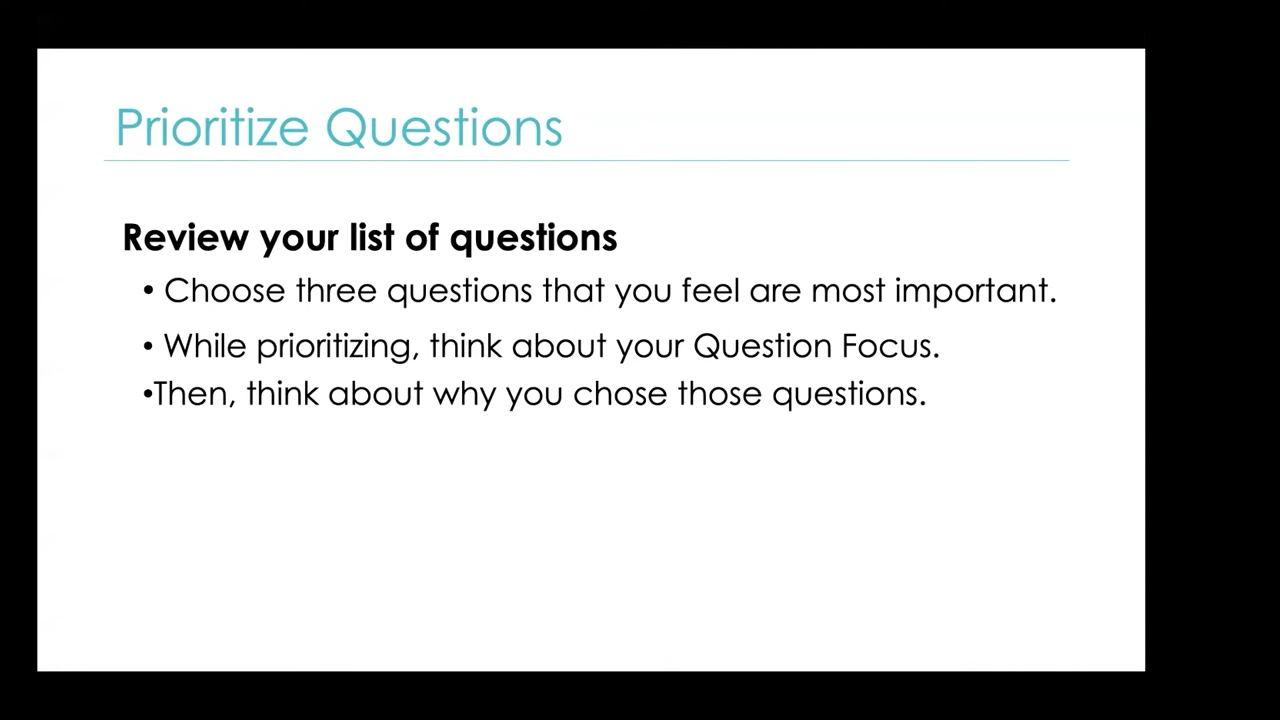 Prioritize Questions
Review your list of questions
• Choose three questions that you feel are most important.
• While prioritizing, think about your Question Focus.
•Then, think about why you chose those questions.